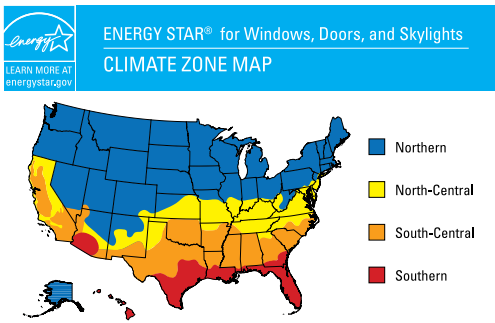 energy
LEARN MORE AT
energystar.gov
ENERGY STAR® for Windows, Doors, and Skylights
CLIMATE ZONE MAP
Northern
North-Central
South-Central
Southern